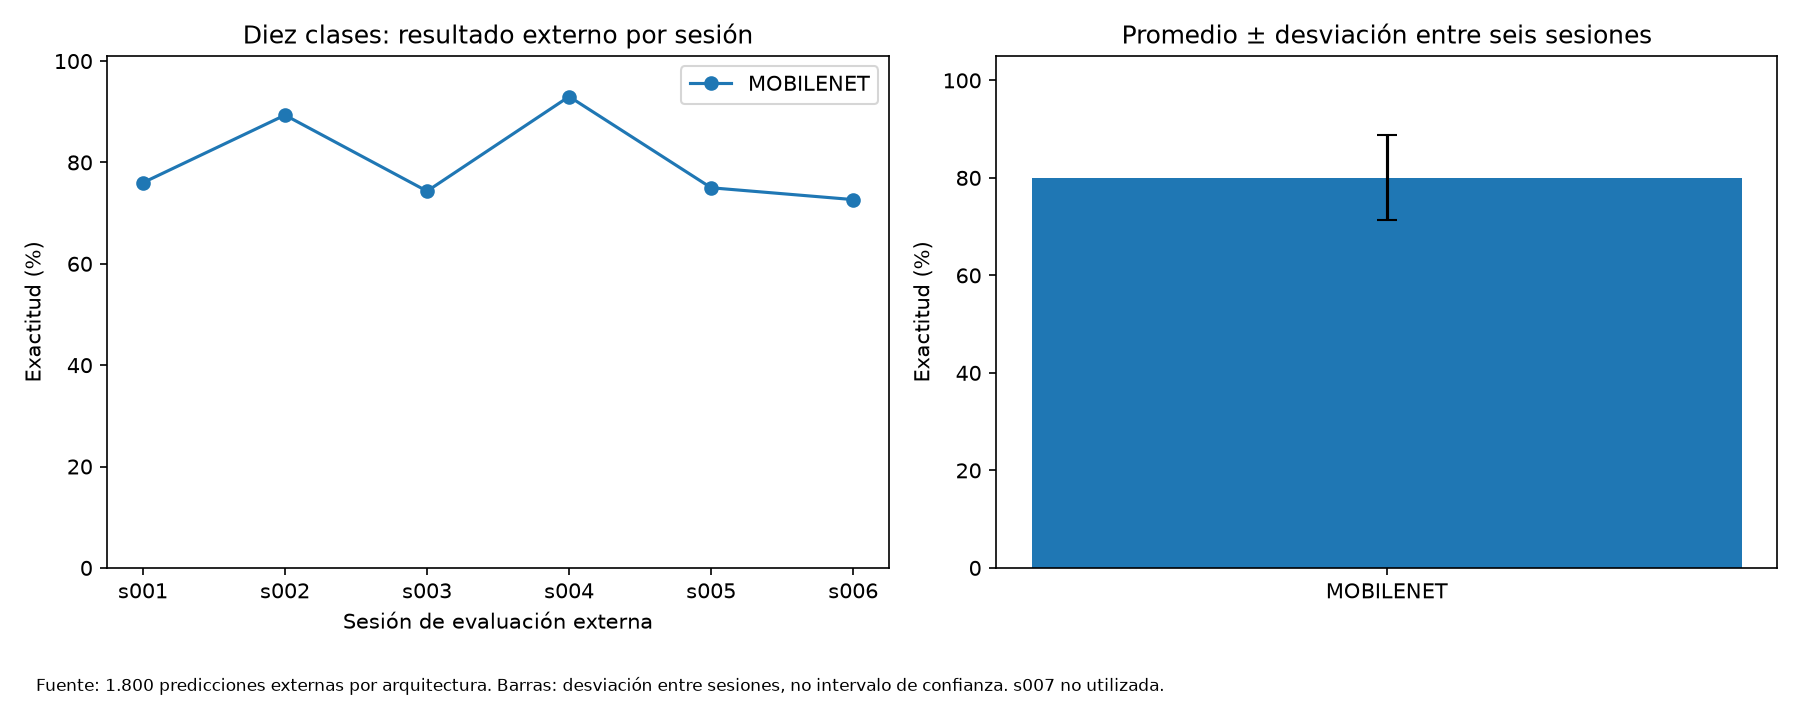 Diez clases: resultado externo por sesión
MOBILENET
100
80
60
40
20
0
Exactitud (%)
s001 s002 s003 s004 s005 s006
Sesión de evaluación externa
Promedio ± desviación entre seis sesiones
100
80
60
40
20
0
Exactitud (%)
MOBILENET
Fuente: 1.800 predicciones externas por arquitectura. Barras: desviación entre sesiones, no intervalo de confianza. s007 no utilizada.